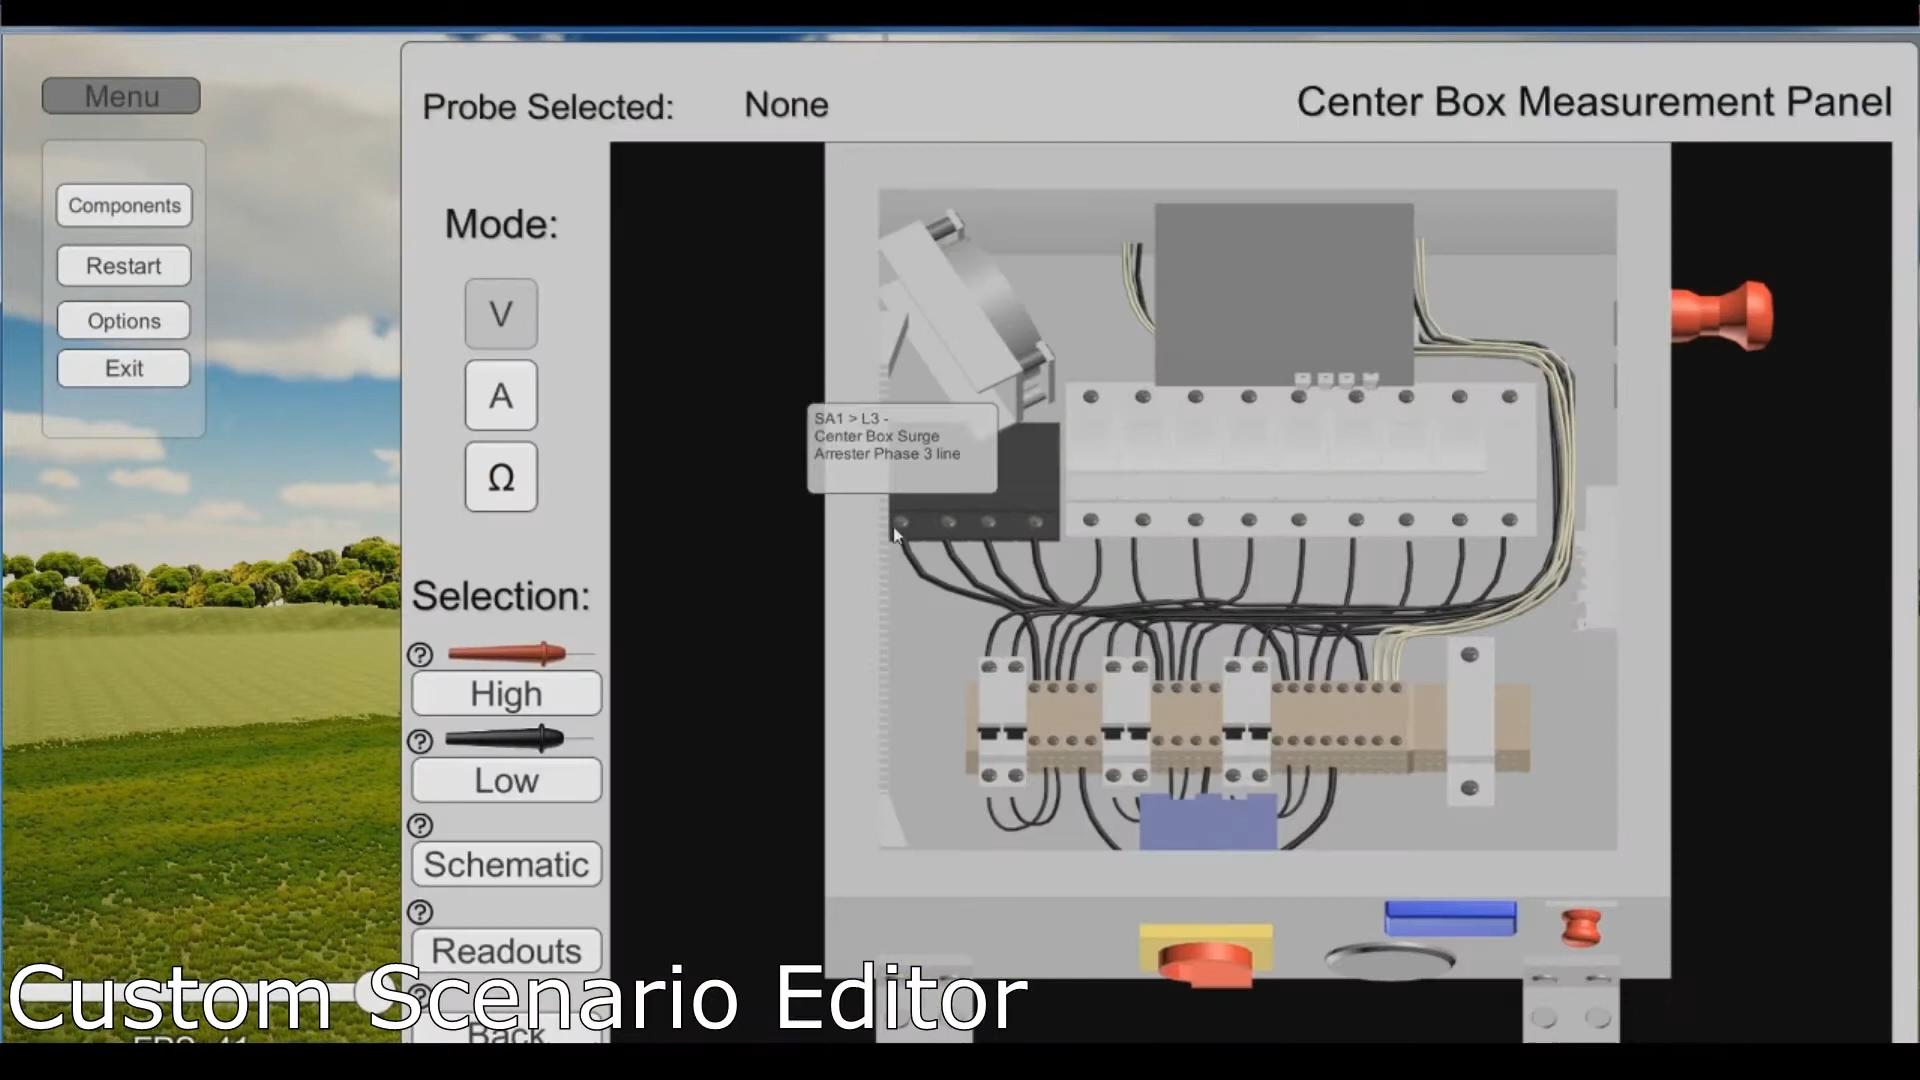 Menu
Components
Restart
Options
Exit
Probe Selected: None
Center Box Measurement Panel
Mode:
V
A
Ω
Selection:
?
High
?
Low
?
Schematic
?
Readouts
?
Back
SA1 > L3 -
Center Box Surge
Arrester Phase 3 line
Custom Scenario Editor